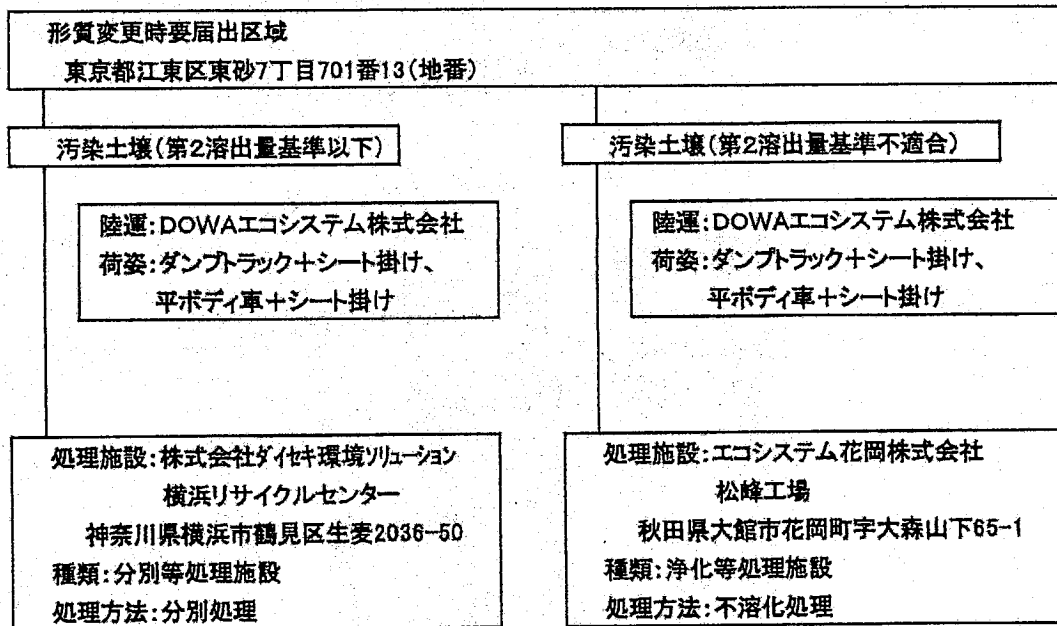 形質変更時要届出区域
東京都江東区東砂7丁目701番13(地番)
汚染土壌(第2溶出量基準以下)
陸運:DOWAエコシステム株式会社
荷姿:ダンプトラック+シート掛け、
平ボディ車+シート掛け
処理施設:株式会社ダイセキ環境ソリューション
横浜リサイクルセンター
神奈川県横浜市鶴見区生麦2036-50
種類:分別等処理施設
処理方法:分別処理
汚染土壌(第2溶出量基準不適合)
陸運:DOWAエコシステム株式会社
荷姿:ダンプトラック+シート掛け、
平ボディ車+シート掛け
処理施設:エコシステム花岡株式会社
松峰工場
秋田県大館市花岡町字大森山下65-1
種類:浄化等処理施設
処理方法:不溶化処理